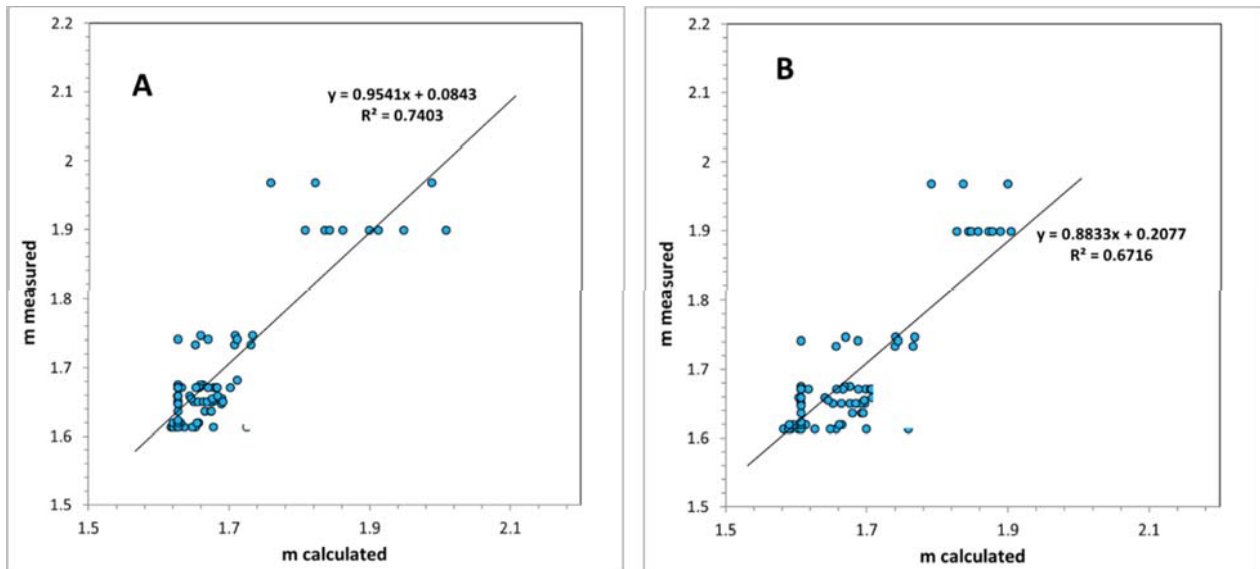 2.2
2.1
2
1.9
1.8
1.7
1.6
1.5
m measured
A
y = 0.9541x + 0.0843
R² = 0.7403
1.5 1.7 1.9 2.1
m calculated
2.2
2.1
2
1.9
1.8
1.7
1.6
1.5
m measured
B
y = 0.8833x + 0.2077
R² = 0.6716
1.5 1.7 1.9 2.1
m calculated